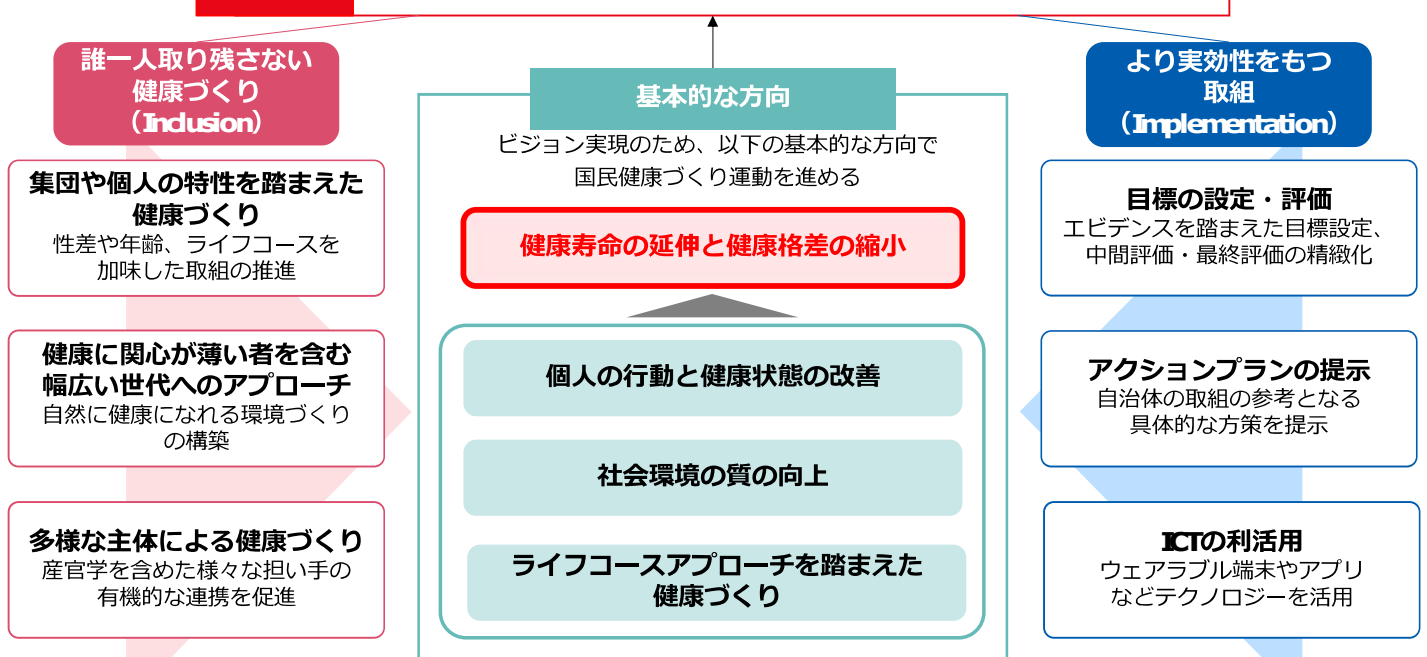 誰一人取り残さない
健康づくり
（Inclusion）
集団や個人の特性を踏まえた
健康づくり
性差や年齢、ライフコースを
加味した取組の推進
健康に関心が薄い者を含む
幅広い世代へのアプローチ
自然に健康になれる環境づくり
の構築
多様な主体による健康づくり
産官学を含めた様々な担い手の
有機的な連携を促進
基本的な方向
ビジョン実現のため、以下の基本的な方向で
国民健康づくり運動を進める
健康寿命の延伸と健康格差の縮小
個人の行動と健康状態の改善
社会環境の質の向上
ライフコースアプローチを踏まえた
健康づくり
より実効性をもつ
取組
（Implementation）
目標の設定・評価
エビデンスを踏まえた目標設定、
中間評価・最終評価の精緻化
アクションプランの提示
自治体の取組の参考となる
具体的な方策を提示
ICTの利活用
ウェアラブル端末やアプリ
などテクノロジーを活用